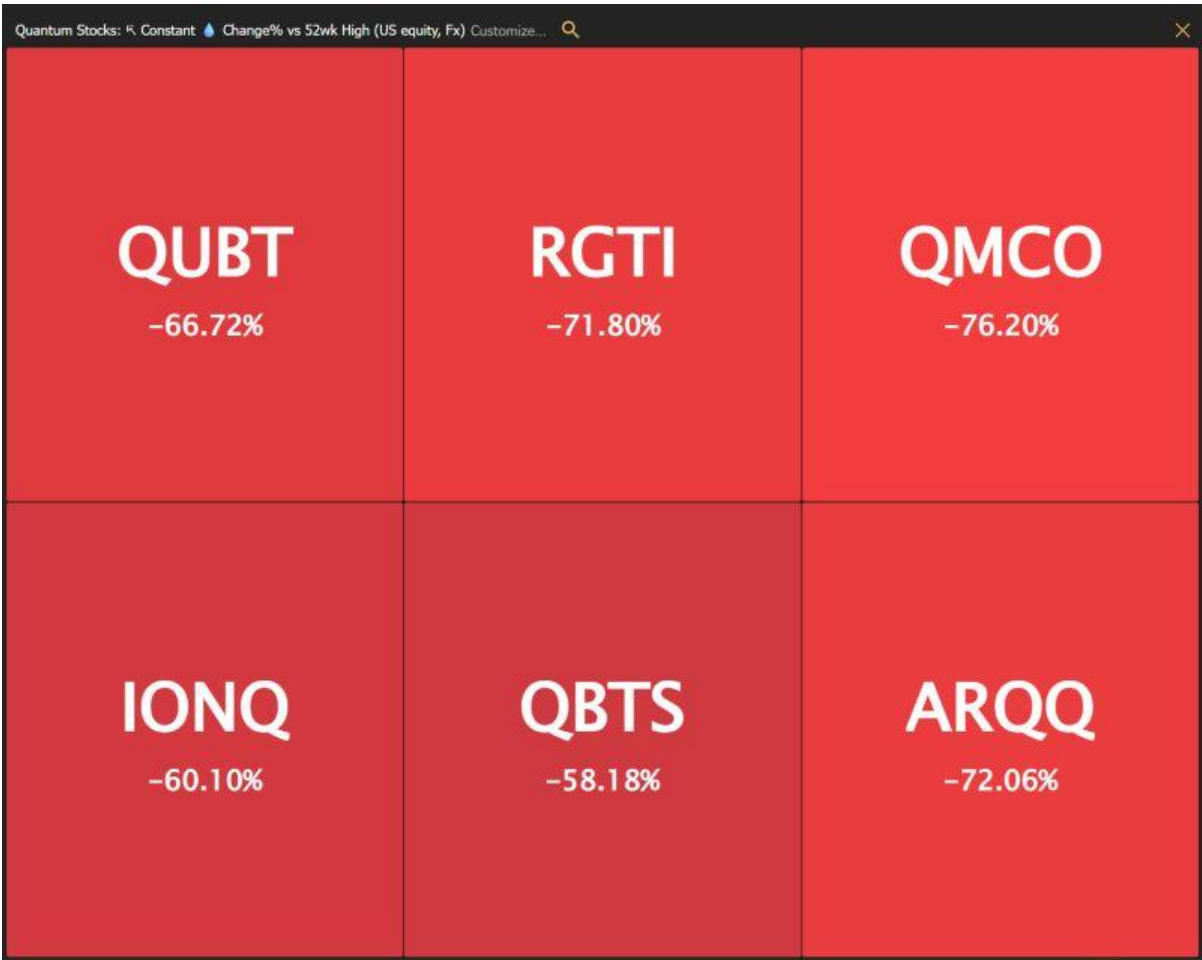 Quantum Stocks: Constant Change% vs 52wk High (US equity, Fx) Customize...
QUBT
-66.72%
RGTI
-71.80%
QMCO
-76.20%
IONQ
-60.10%
QBTS
-58.18%
ARQQ
-72.06%